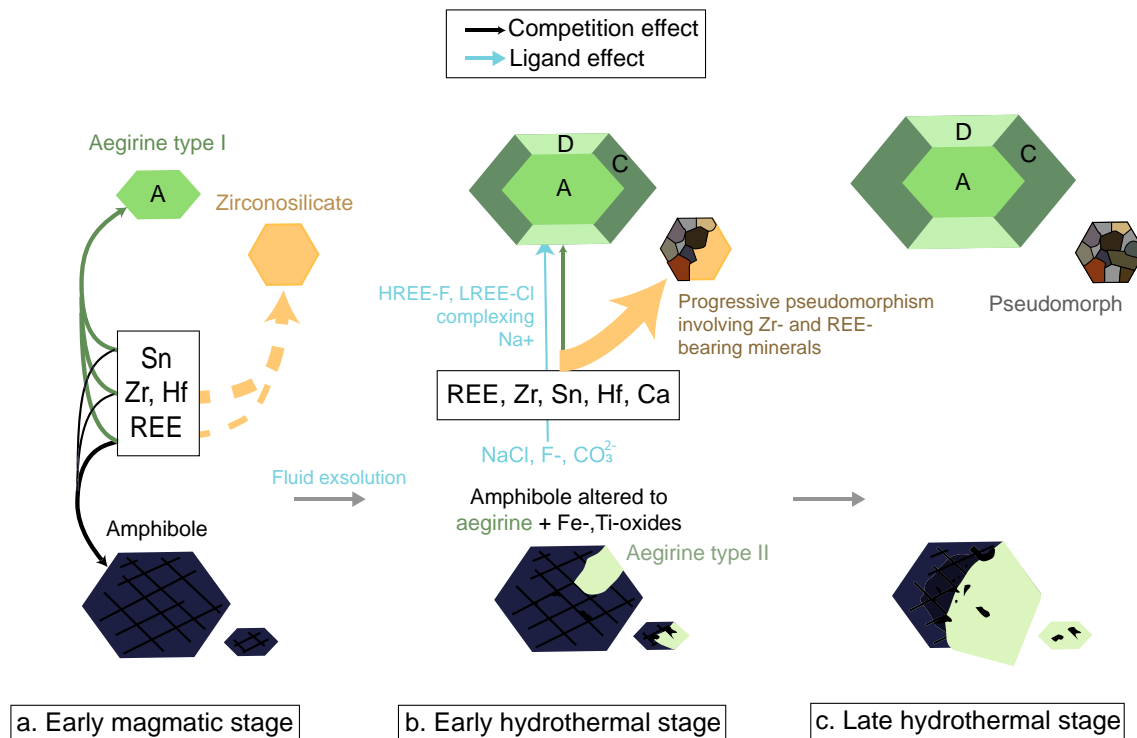 Competition effect
Ligand effect
Aegirine type I
A
Zirconosilicate
Sn
Zr, Hf
REE
Amphibole
a. Early magmatic stage
Fluid exsolution
D
C
A
HREE-F, LREE-Cl
complexing
Na+
Progressive pseudomorphism
involving Zr- and REE-
bearing minerals
REE, Zr, Sn, Hf, Ca
NaCl, F-, CO₃²⁻
Amphibole altered to
aegirine + Fe-,Ti-oxides
Aegirine type II
b. Early hydrothermal stage
D
C
A
Pseudomorph
c. Late hydrothermal stage